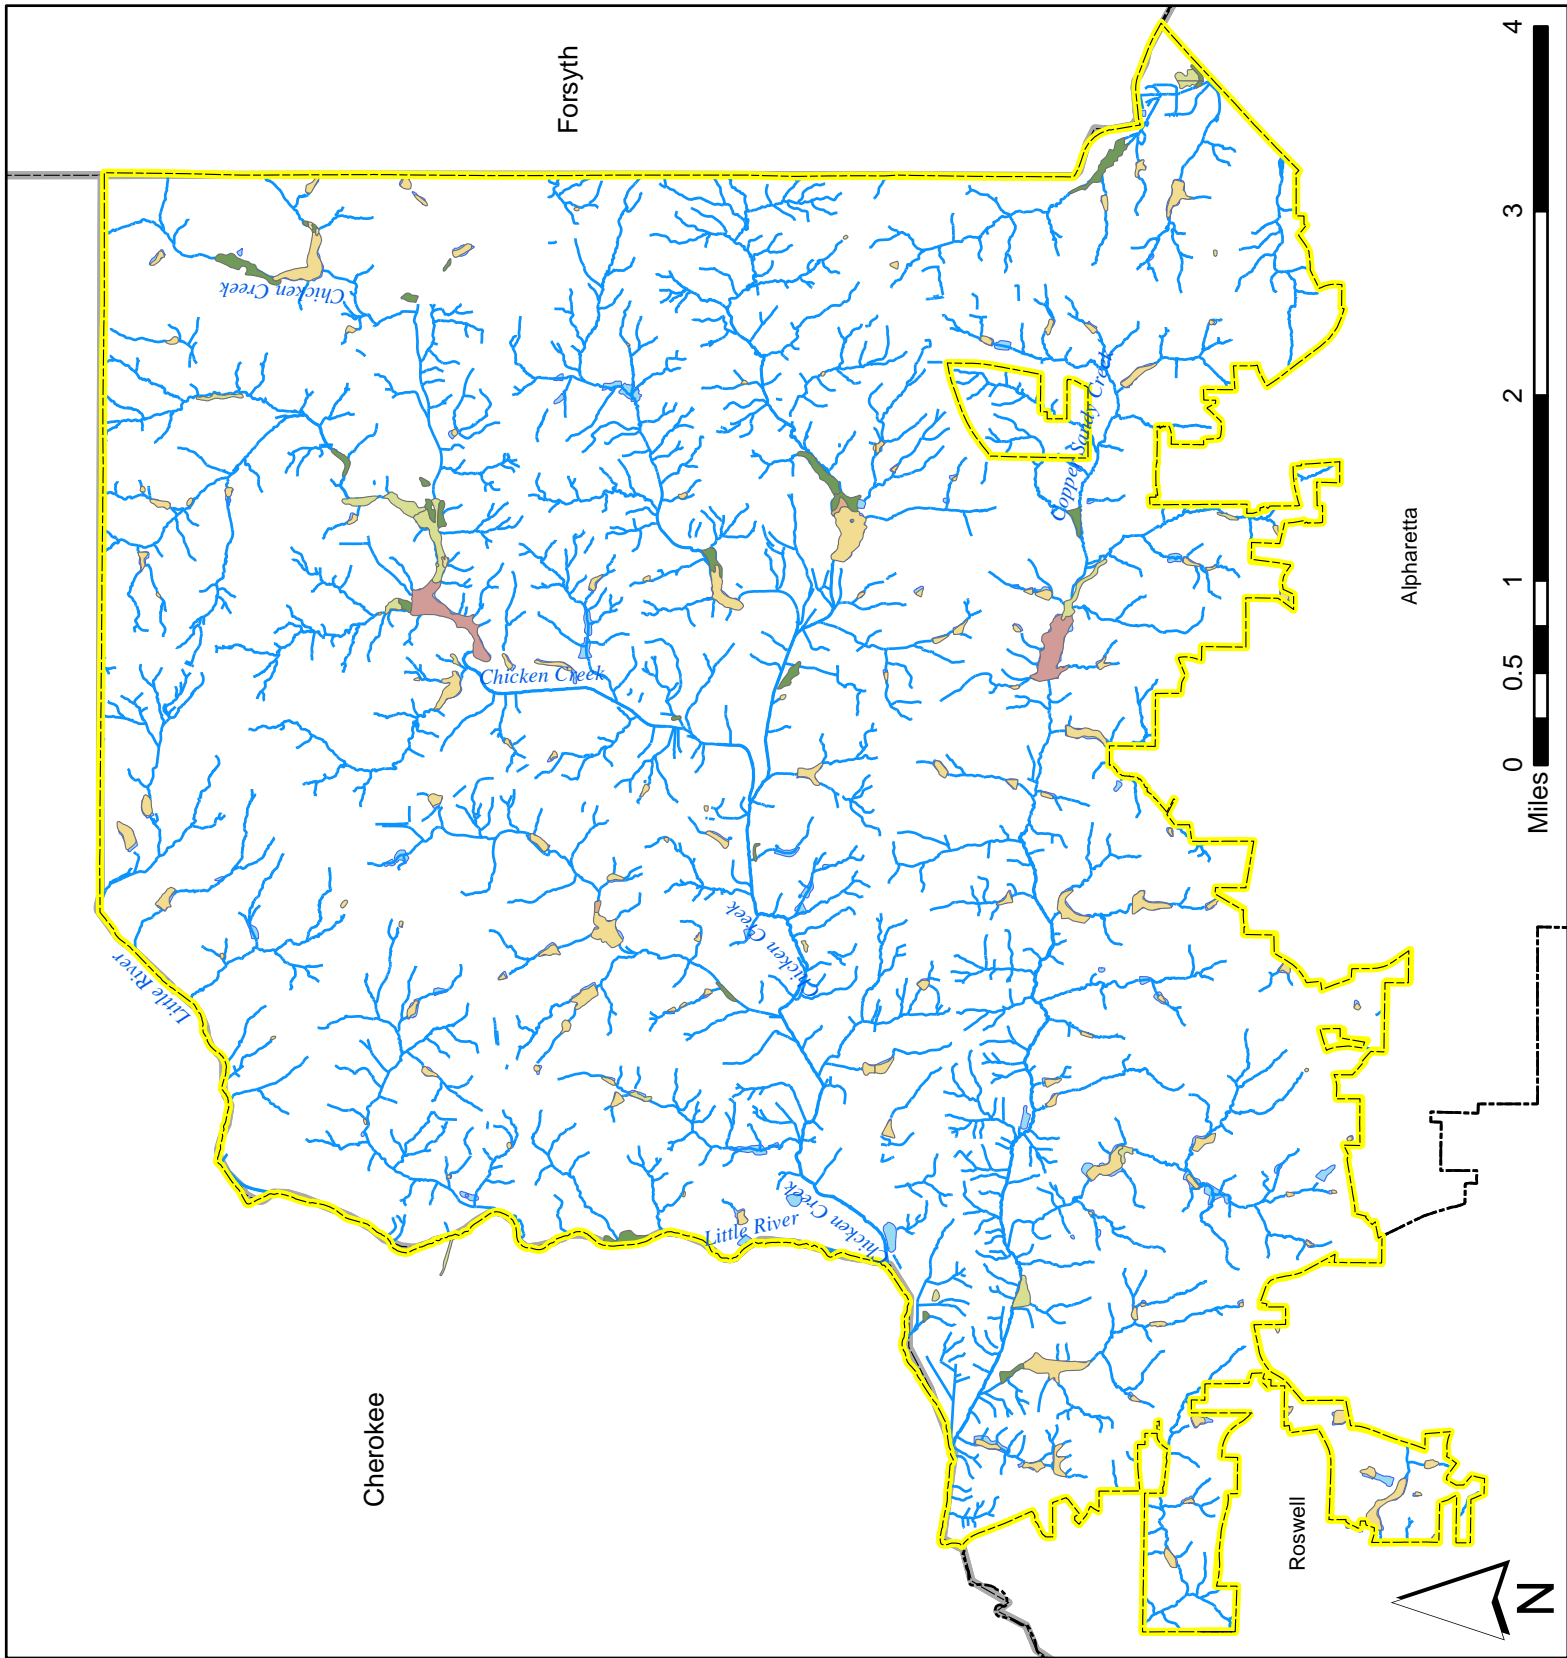 Forsyth
Chicken Creek
Little River
Chicken Creek
Copper Sandy Creek
Chicken Creek
Alpharetta
Little River
Chicken Creek
Cherokee
Roswell
Miles
0 0.5 1 2 3 4
N